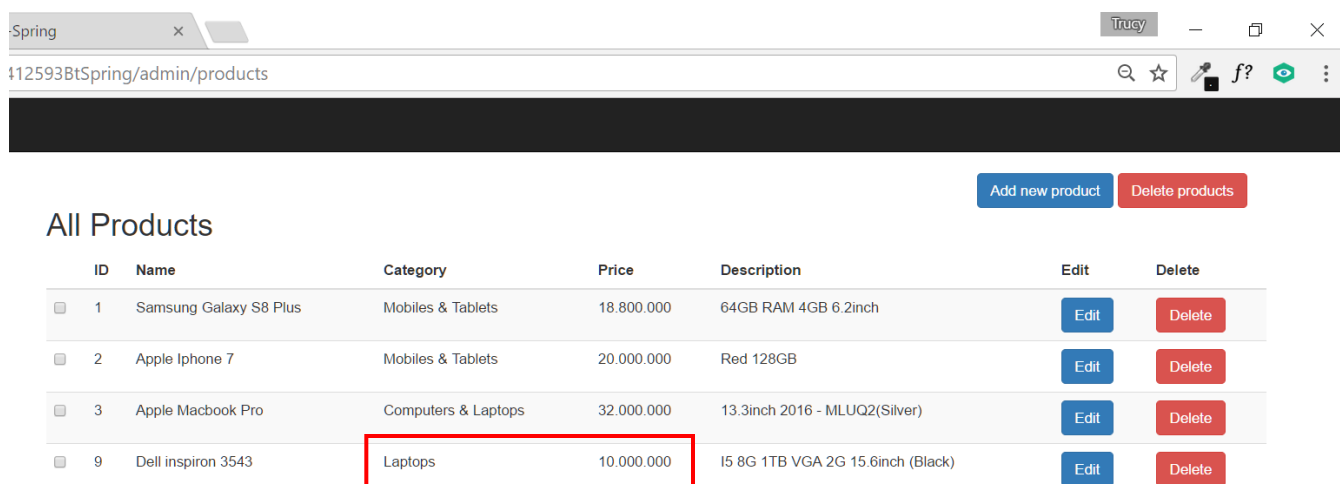 -Spring Trucy
412593BtSpring/admin/products f?
Add new product Delete products
All Products
ID Name Category Price Description Edit Delete
1 Samsung Galaxy S8 Plus Mobiles & Tablets 18.800.000 64GB RAM 4GB 6.2inch Edit Delete
2 Apple Iphone 7 Mobiles & Tablets 20.000.000 Red 128GB Edit Delete
3 Apple Macbook Pro Computers & Laptops 32.000.000 13.3inch 2016 - MLUQ2(Silver) Edit Delete
9 Dell inspiron 3543 Laptops 10.000.000 I5 8G 1TB VGA 2G 15.6inch (Black) Edit Delete